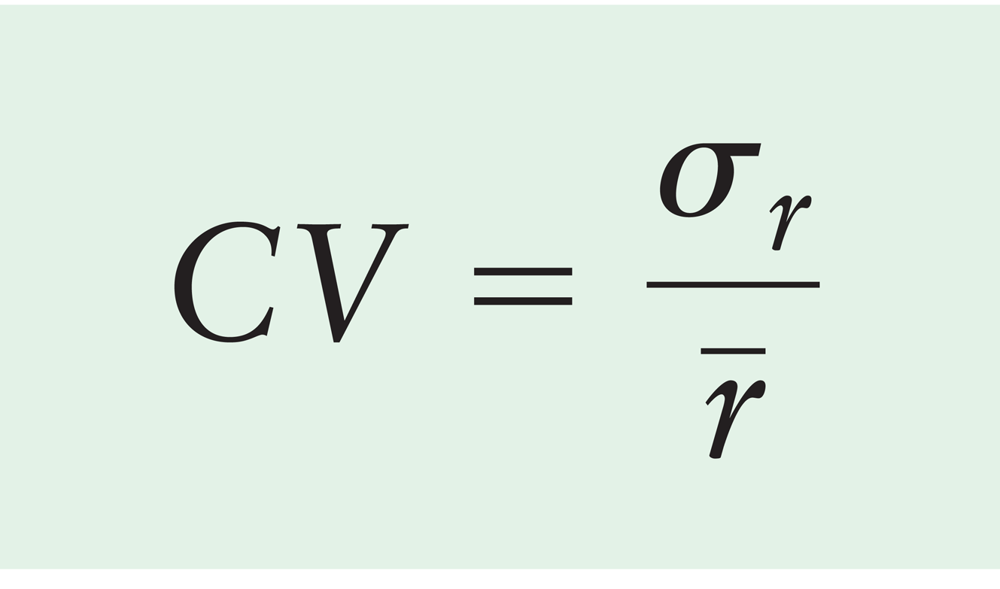 CV = σ_r / r̄